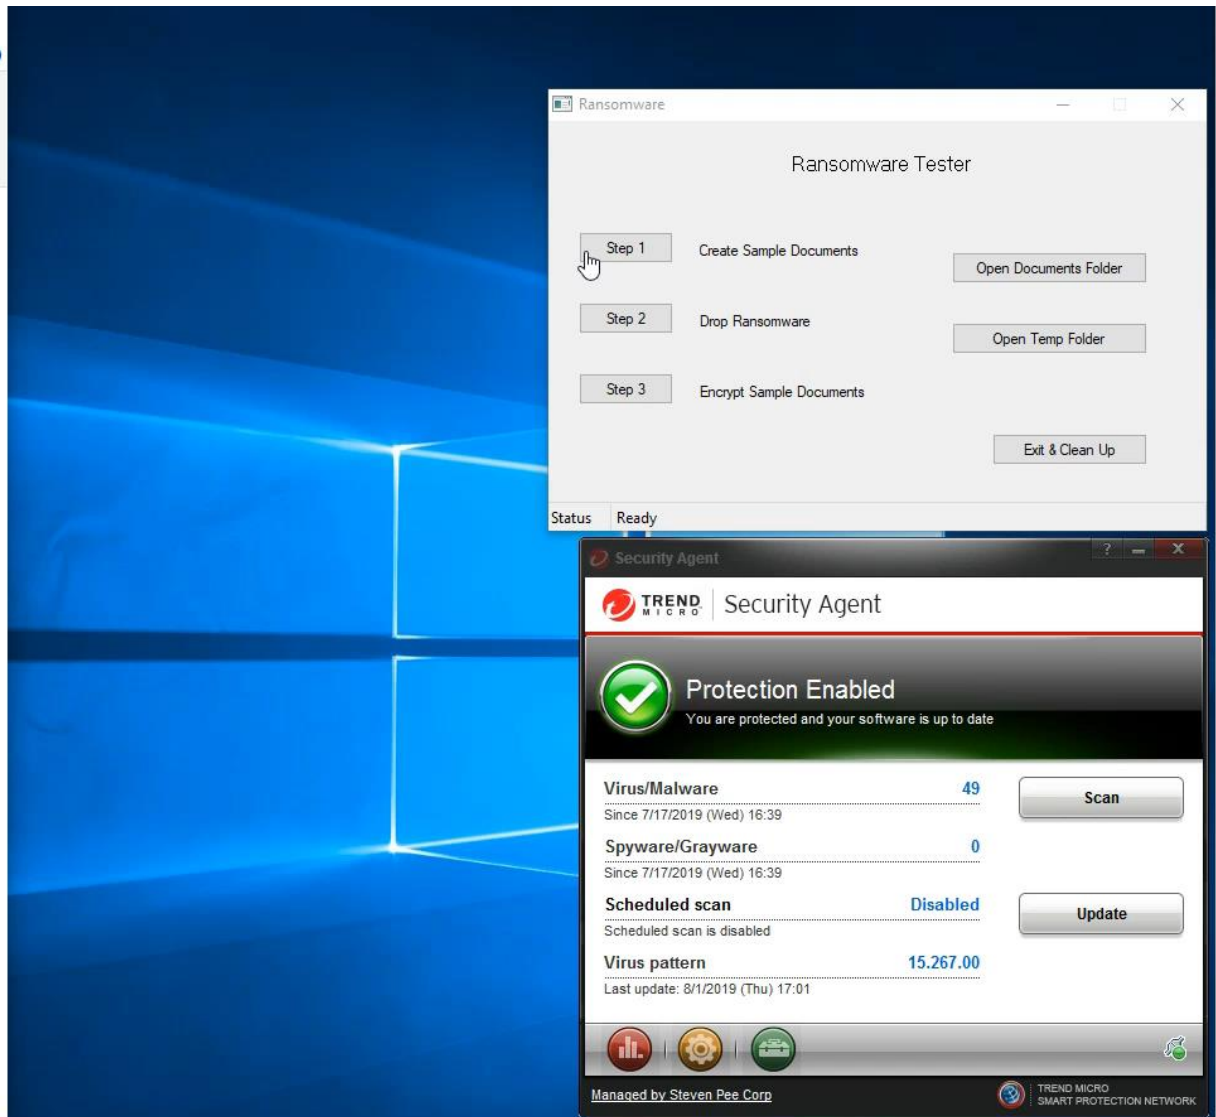 Ransomware
Ransomware Tester
Step 1 Create Sample Documents
Open Documents Folder
Step 2 Drop Ransomware
Open Temp Folder
Step 3 Encrypt Sample Documents
Exit & Clean Up
Status Ready
Security Agent ?
TREND MICRO Security Agent
Protection Enabled
You are protected and your software is up to date
Virus/Malware 49
Scan
Since 7/17/2019 (Wed) 16:39
Spyware/Grayware 0
Since 7/17/2019 (Wed) 16:39
Scheduled scan Disabled
Update
Scheduled scan is disabled
Virus pattern 15.267.00
Last update: 8/1/2019 (Thu) 17:01
Managed by Steven Pee Corp
TREND MICRO
SMART PROTECTION NETWORK